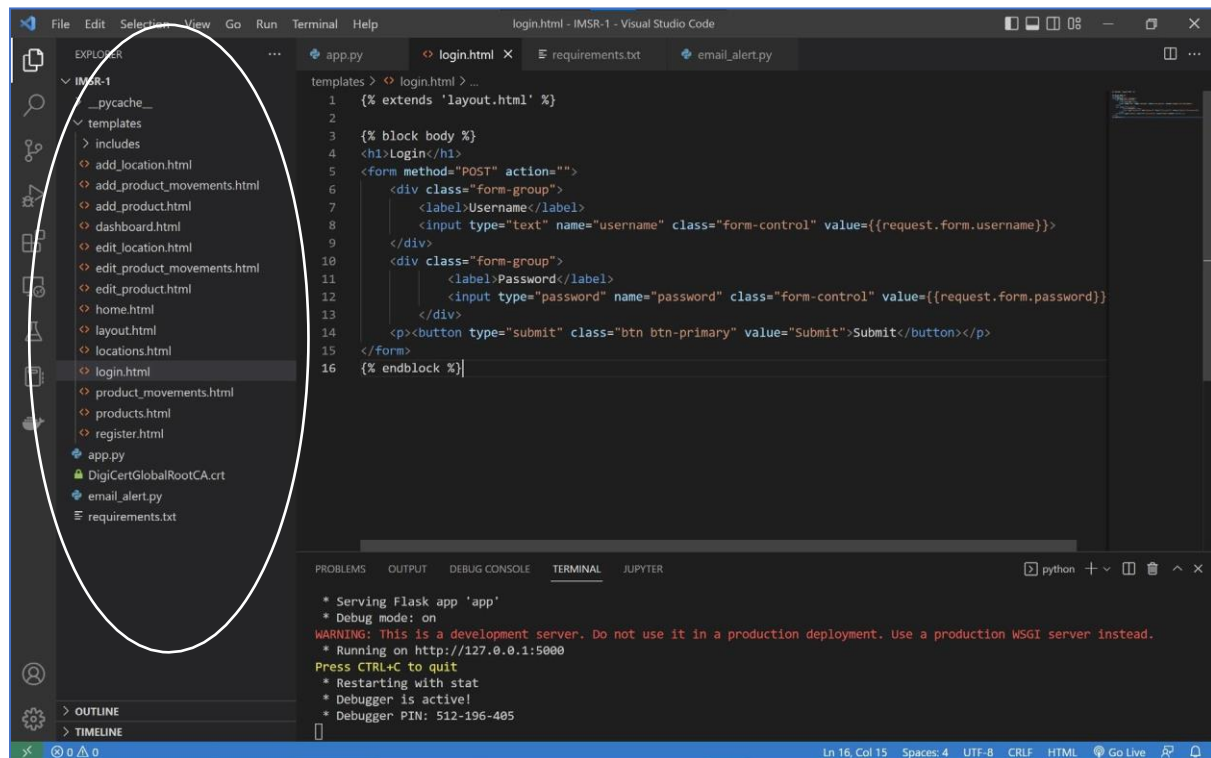 File Edit Selection View Go Run Terminal Help login.html - IMSR-1 - Visual Studio Code
EXPLORER
IMSR-1
__pycache__
templates
includes
add_location.html
add_product_movements.html
add_product.html
dashboard.html
edit_location.html
edit_product_movements.html
edit_product.html
home.html
layout.html
locations.html
login.html
product_movements.html
products.html
register.html
app.py
DigiCertGlobalRootCA.crt
email_alert.py
requirements.txt
OUTLINE
TIMELINE
app.py login.html requirements.txt email_alert.py
templates > login.html > ...
1 {% extends 'layout.html' %}
2
3 {% block body %}
4 <h1>Login</h1>
5 <form method="POST" action="">
6 <div class="form-group">
7 <label>Username</label>
8 <input type="text" name="username" class="form-control" value={{request.form.username}}>
9 </div>
10 <div class="form-group">
11 <label>Password</label>
12 <input type="password" name="password" class="form-control" value={{request.form.password}}
13 </div>
14 <p><button type="submit" class="btn btn-primary" value="Submit">Submit</button></p>
15 </form>
16 {% endblock %}
PROBLEMS OUTPUT DEBUG CONSOLE TERMINAL JUPYTER python
* Serving Flask app 'app'
* Debug mode: on
WARNING: This is a development server. Do not use it in a production deployment. Use a production WSGI server instead.
* Running on http://127.0.0.1:5000
Press CTRL+C to quit
* Restarting with stat
* Debugger is active!
* Debugger PIN: 512-196-405
0 0 Ln 16, Col 15 Spaces: 4 UTF-8 CRLF HTML Go Live